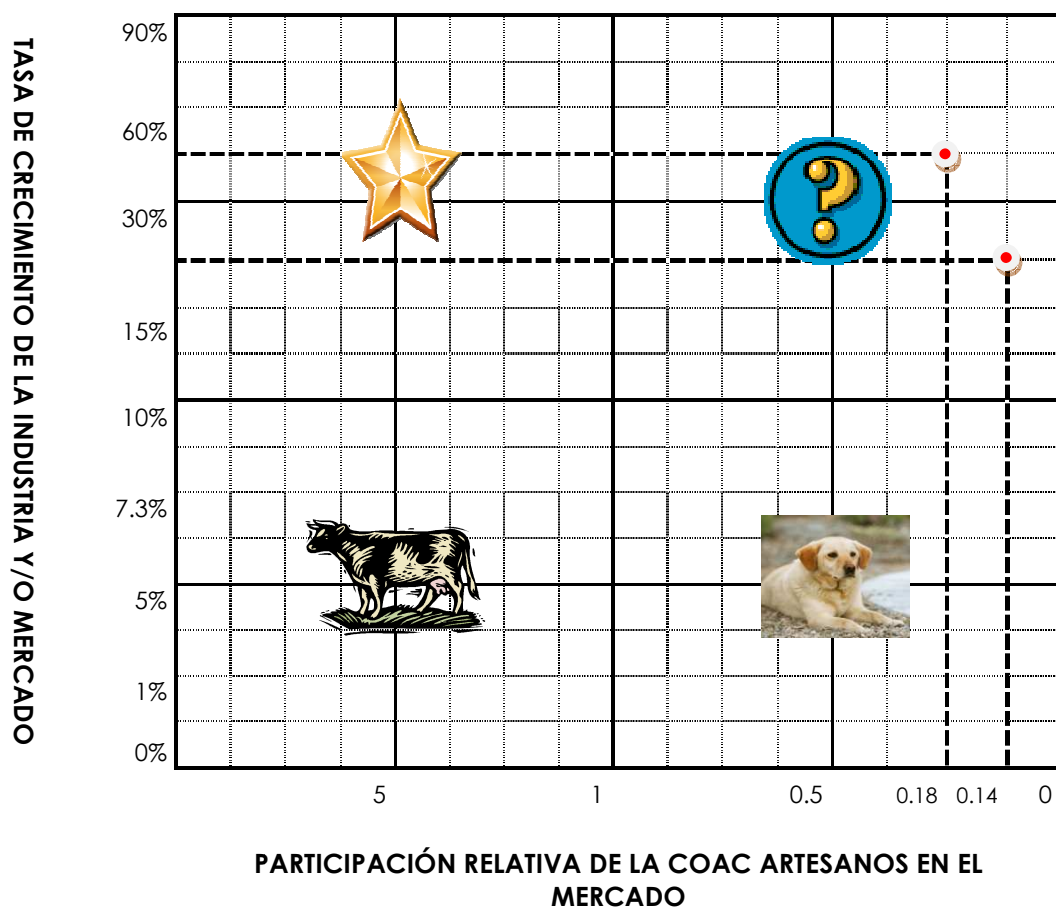 TASA DE CRECIMIENTO DE LA INDUSTRIA Y/O MERCADO
90%
60%
30%
15%
10%
7.3%
5%
1%
0%
?
5 1 0.5 0.18 0.14 0
PARTICIPACIÓN RELATIVA DE LA COAC ARTESANOS EN EL
MERCADO